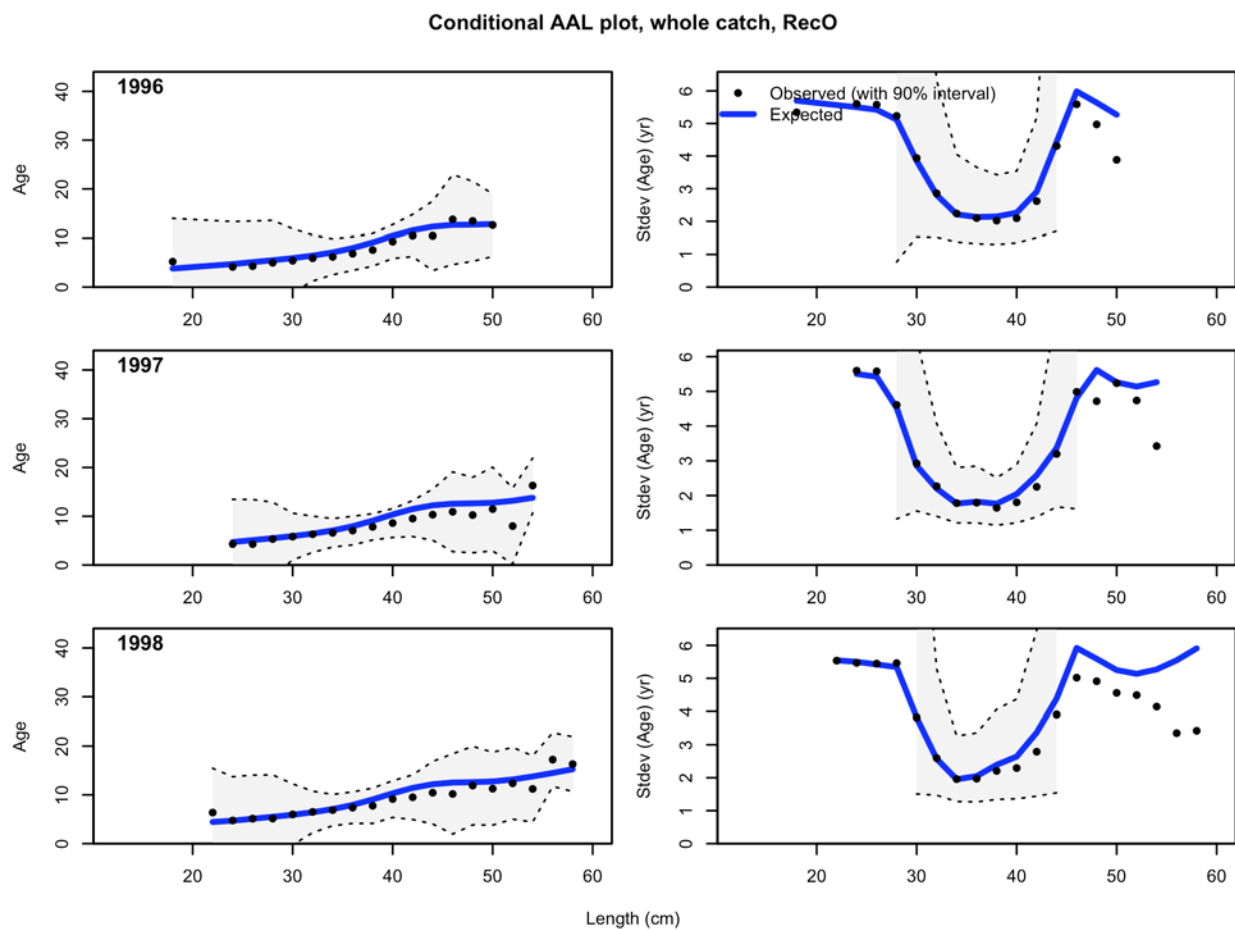 Conditional AAL plot, whole catch, RecO
1996
Age
0 10 20 30 40
20 30 40 50 60
Observed (with 90% interval)
Expected
Stdev (Age) (yr)
0 1 2 3 4 5 6
20 30 40 50 60
1997
Age
0 10 20 30 40
20 30 40 50 60
Stdev (Age) (yr)
0 1 2 3 4 5 6
20 30 40 50 60
1998
Age
0 10 20 30 40
20 30 40 50 60
Stdev (Age) (yr)
0 1 2 3 4 5 6
20 30 40 50 60
Length (cm)